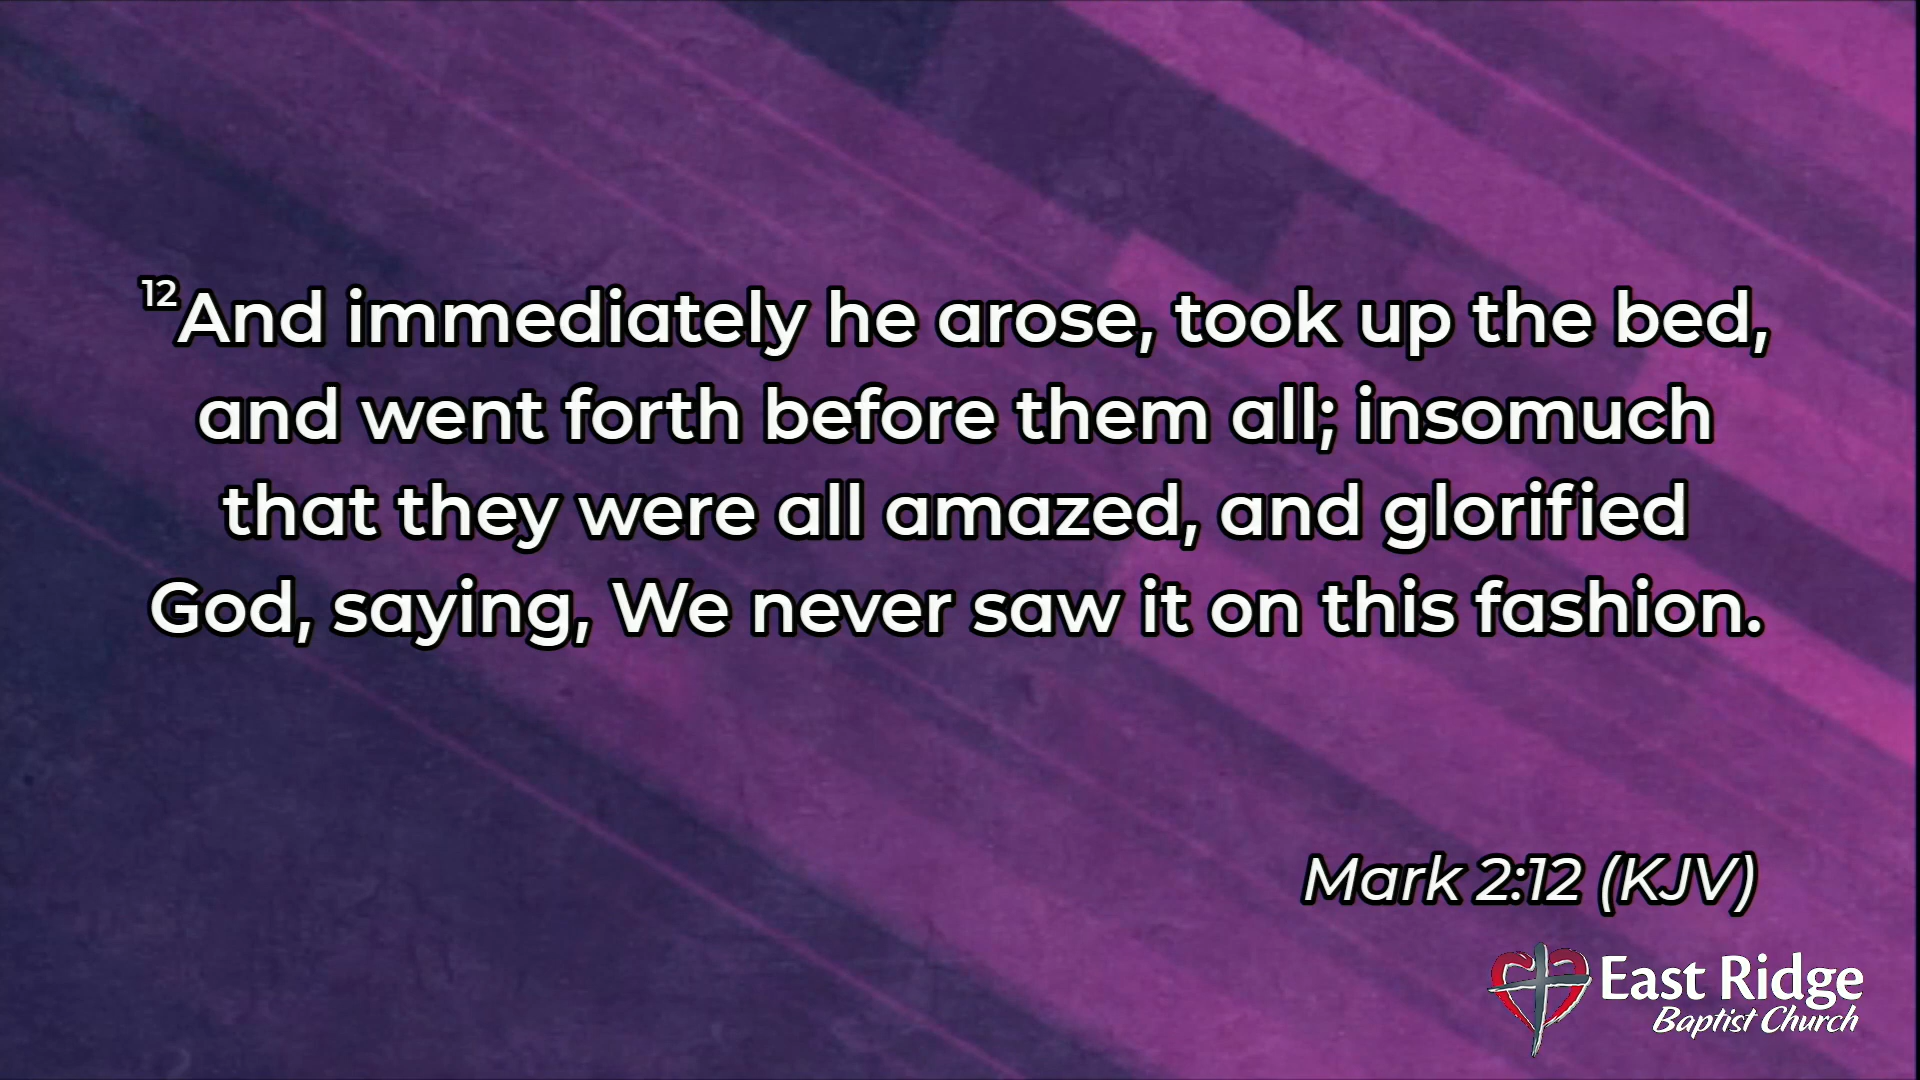 12And immediately he arose, took up the bed,
and went forth before them all; insomuch
that they were all amazed, and glorified
God, saying, We never saw it on this fashion.
Mark 2:12 (KJV)
East Ridge
Baptist Church